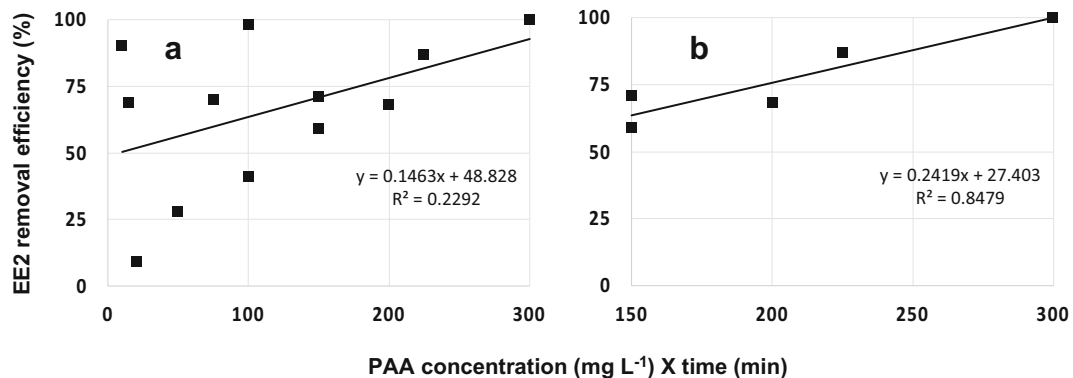 EE2 removal efficiency (%)
100
75
50
25
0
a
y = 0.1463x + 48.828
R² = 0.2292
0 100 200 300
100
75
50
25
0
b
y = 0.2419x + 27.403
R² = 0.8479
150 200 250 300
PAA concentration (mg L⁻¹) X time (min)